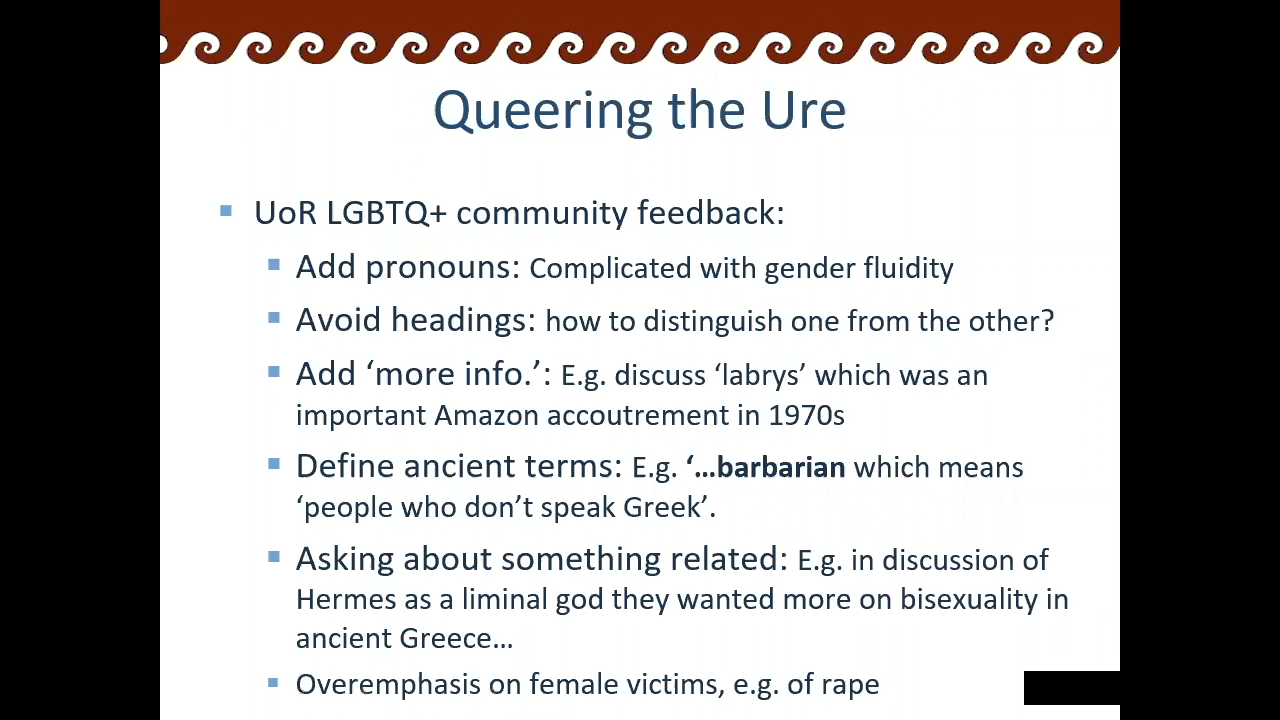 Queering the Ure
UoR LGBTQ+ community feedback:
Add pronouns: Complicated with gender fluidity
Avoid headings: how to distinguish one from the other?
Add ‘more info.’: E.g. discuss ‘labrys’ which was an
important Amazon accoutrement in 1970s
Define ancient terms: E.g. ‘…barbarian which means
‘people who don’t speak Greek’.
Asking about something related: E.g. in discussion of
Hermes as a liminal god they wanted more on bisexuality in
ancient Greece…
Overemphasis on female victims, e.g. of rape